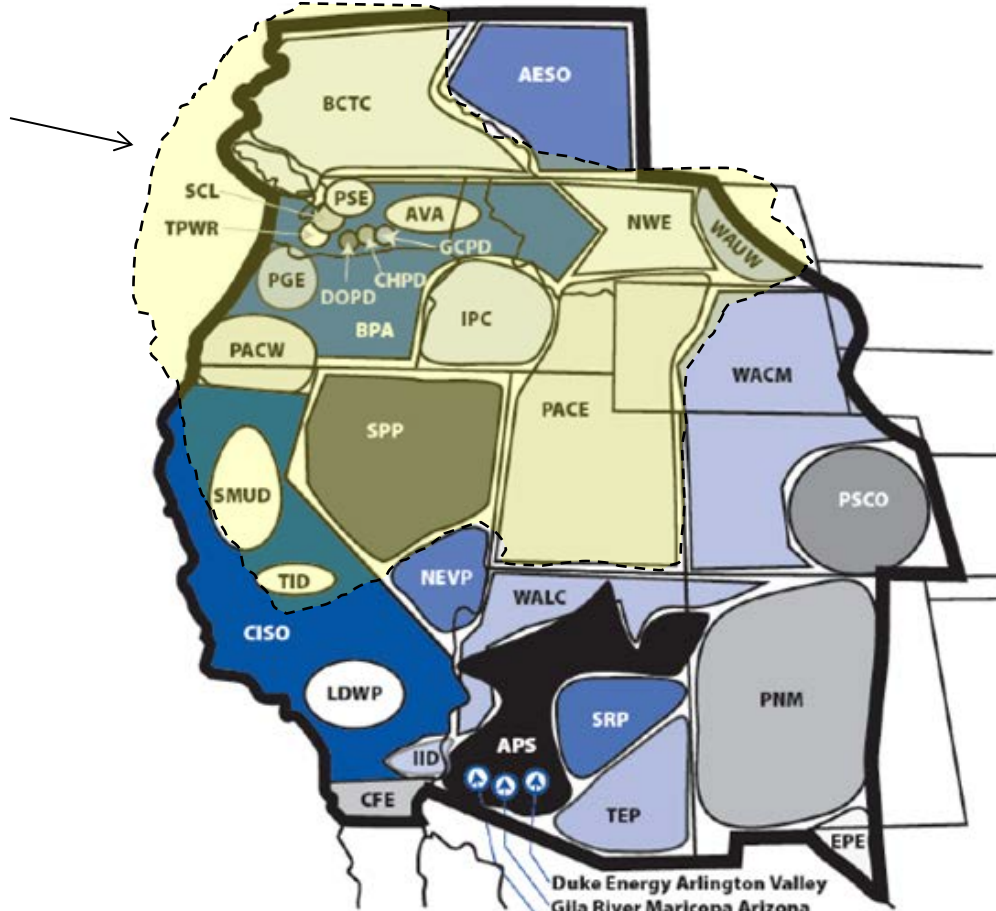 AESO
BCTC
SCL
PSE
AVA
TPWR
NWE
WAUW
GCPD
PGE
CHPD
DOPD
IPC
BPA
PACW
WACM
PACE
SPP
SMUD
PSCO
TID
NEVP
WALC
CISO
LDWP
PNM
SRP
APS
IID
CFE
TEP
EPE
Duke Energy Arlington Valley
Gila River Maricopa Arizona